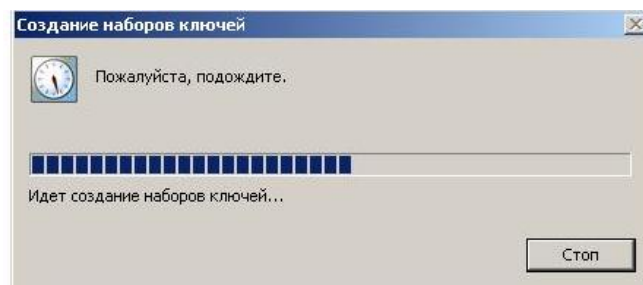 Создание наборов ключей
Пожалуйста, подождите.
Идет создание наборов ключей...
Стоп